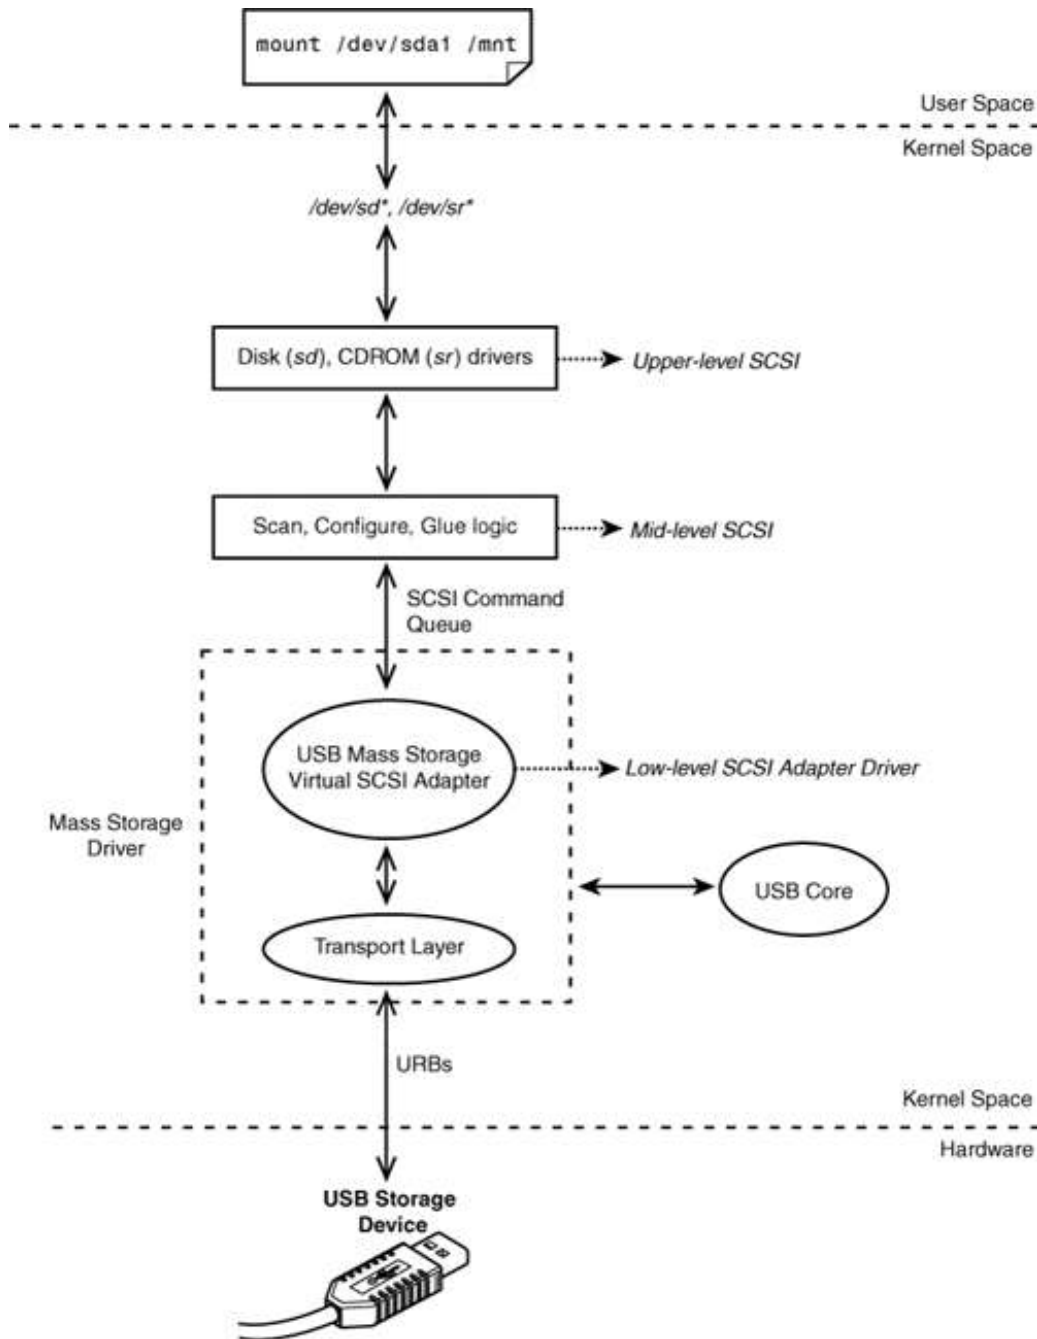 mount /dev/sda1 /mnt
User Space
Kernel Space
/dev/sd*, /dev/sr*
Disk (sd), CDROM (sr) drivers
Upper-level SCSI
Scan, Configure, Glue logic
Mid-level SCSI
SCSI Command
Queue
USB Mass Storage
Virtual SCSI Adapter
Low-level SCSI Adapter Driver
Mass Storage
Driver
USB Core
Transport Layer
URBs
Kernel Space
Hardware
USB Storage
Device